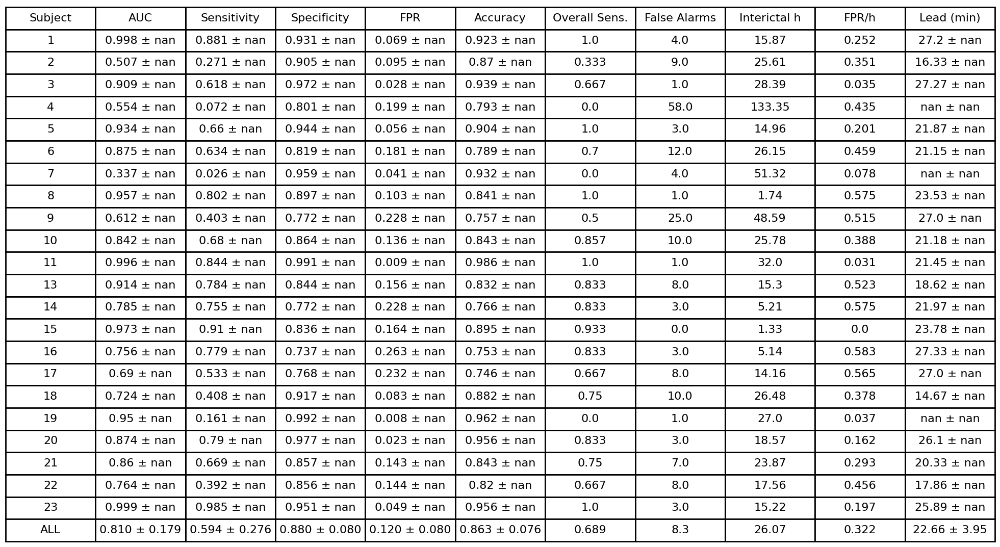 Subject AUC Sensitivity Specificity FPR Accuracy Overall Sens. False Alarms Interictal h FPR/h Lead (min)
1 0.998 ± nan 0.881 ± nan 0.931 ± nan 0.069 ± nan 0.923 ± nan 1.0 4.0 15.87 0.252 27.2 ± nan
2 0.507 ± nan 0.271 ± nan 0.905 ± nan 0.095 ± nan 0.87 ± nan 0.333 9.0 25.61 0.351 16.33 ± nan
3 0.909 ± nan 0.618 ± nan 0.972 ± nan 0.028 ± nan 0.939 ± nan 0.667 1.0 28.39 0.035 27.27 ± nan
4 0.554 ± nan 0.072 ± nan 0.801 ± nan 0.199 ± nan 0.793 ± nan 0.0 58.0 133.35 0.435 nan ± nan
5 0.934 ± nan 0.66 ± nan 0.944 ± nan 0.056 ± nan 0.904 ± nan 1.0 3.0 14.96 0.201 21.87 ± nan
6 0.875 ± nan 0.634 ± nan 0.819 ± nan 0.181 ± nan 0.789 ± nan 0.7 12.0 26.15 0.459 21.15 ± nan
7 0.337 ± nan 0.026 ± nan 0.959 ± nan 0.041 ± nan 0.932 ± nan 0.0 4.0 51.32 0.078 nan ± nan
8 0.957 ± nan 0.802 ± nan 0.897 ± nan 0.103 ± nan 0.841 ± nan 1.0 1.0 1.74 0.575 23.53 ± nan
9 0.612 ± nan 0.403 ± nan 0.772 ± nan 0.228 ± nan 0.757 ± nan 0.5 25.0 48.59 0.515 27.0 ± nan
10 0.842 ± nan 0.68 ± nan 0.864 ± nan 0.136 ± nan 0.843 ± nan 0.857 10.0 25.78 0.388 21.18 ± nan
11 0.996 ± nan 0.844 ± nan 0.991 ± nan 0.009 ± nan 0.986 ± nan 1.0 1.0 32.0 0.031 21.45 ± nan
13 0.914 ± nan 0.784 ± nan 0.844 ± nan 0.156 ± nan 0.832 ± nan 0.833 8.0 15.3 0.523 18.62 ± nan
14 0.785 ± nan 0.755 ± nan 0.772 ± nan 0.228 ± nan 0.766 ± nan 0.833 3.0 5.21 0.575 21.97 ± nan
15 0.973 ± nan 0.91 ± nan 0.836 ± nan 0.164 ± nan 0.895 ± nan 0.933 0.0 1.33 0.0 23.78 ± nan
16 0.756 ± nan 0.779 ± nan 0.737 ± nan 0.263 ± nan 0.753 ± nan 0.833 3.0 5.14 0.583 27.33 ± nan
17 0.69 ± nan 0.533 ± nan 0.768 ± nan 0.232 ± nan 0.746 ± nan 0.667 8.0 14.16 0.565 27.0 ± nan
18 0.724 ± nan 0.408 ± nan 0.917 ± nan 0.083 ± nan 0.882 ± nan 0.75 10.0 26.48 0.378 14.67 ± nan
19 0.95 ± nan 0.161 ± nan 0.992 ± nan 0.008 ± nan 0.962 ± nan 0.0 1.0 27.0 0.037 nan ± nan
20 0.874 ± nan 0.79 ± nan 0.977 ± nan 0.023 ± nan 0.956 ± nan 0.833 3.0 18.57 0.162 26.1 ± nan
21 0.86 ± nan 0.669 ± nan 0.857 ± nan 0.143 ± nan 0.843 ± nan 0.75 7.0 23.87 0.293 20.33 ± nan
22 0.764 ± nan 0.392 ± nan 0.856 ± nan 0.144 ± nan 0.82 ± nan 0.667 8.0 17.56 0.456 17.86 ± nan
23 0.999 ± nan 0.985 ± nan 0.951 ± nan 0.049 ± nan 0.956 ± nan 1.0 3.0 15.22 0.197 25.89 ± nan
ALL 0.810 ± 0.179 0.594 ± 0.276 0.880 ± 0.080 0.120 ± 0.080 0.863 ± 0.076 0.689 8.3 26.07 0.322 22.66 ± 3.95